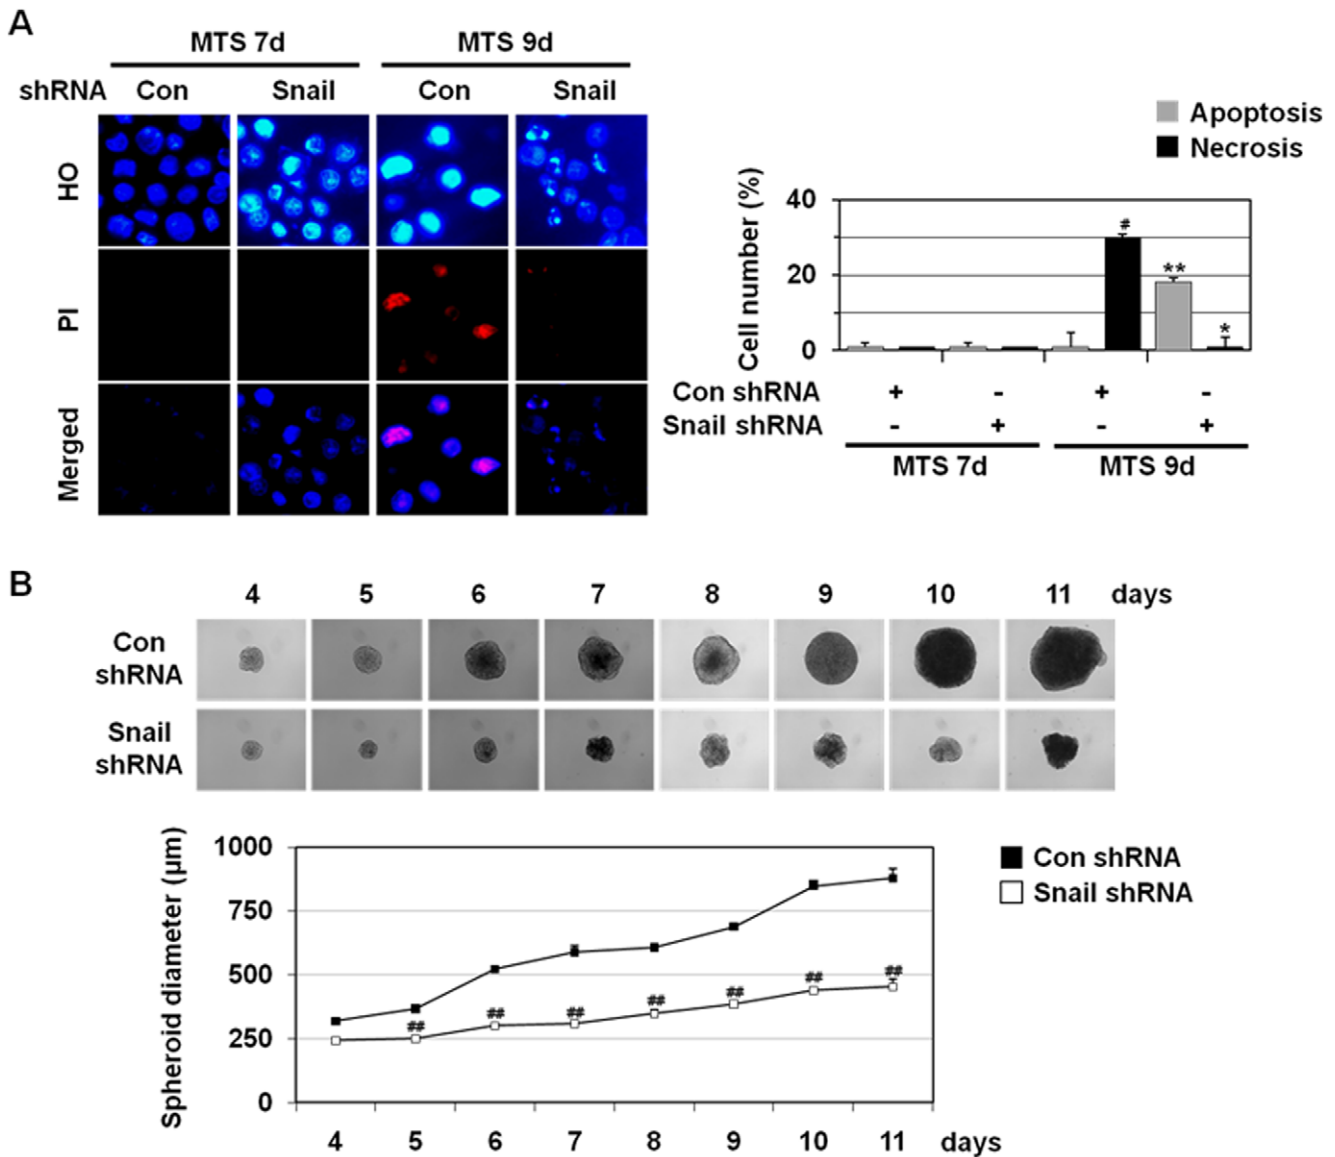 A
MTS 7d MTS 9d
shRNA Con Snail Con Snail
HO
PI
Merged
Apoptosis
Necrosis
Cell number (%)
40
20
0
#
**
*
Con shRNA + - + -
Snail shRNA - + - +
MTS 7d MTS 9d
B
4 5 6 7 8 9 10 11 days
Con
shRNA
Snail
shRNA
Spheroid diameter (μm)
1000
750
500
250
0
## ## ## ## ## ## ##
Con shRNA
Snail shRNA
4 5 6 7 8 9 10 11 days